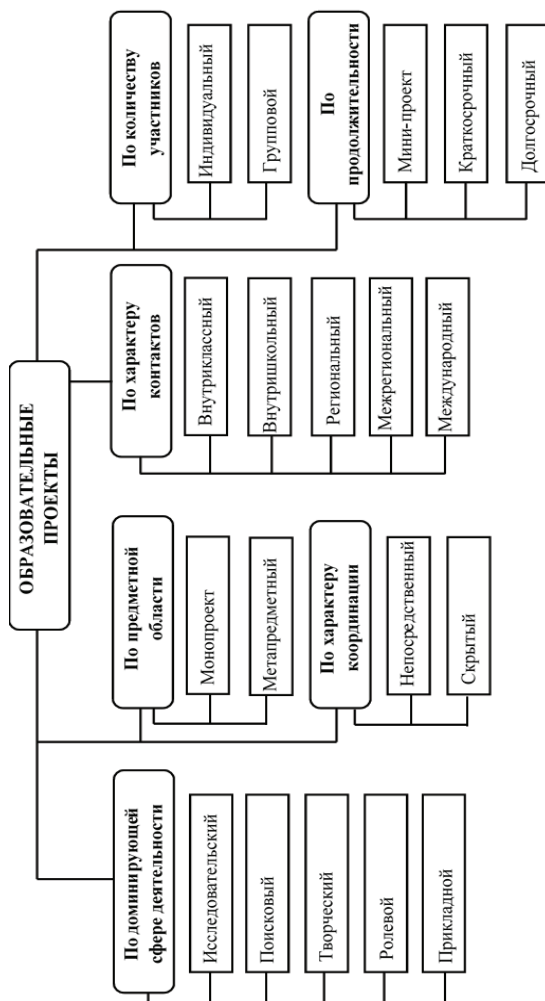 ОБРАЗОВАТЕЛЬНЫЕ
ПРОЕКТЫ
По доминирующей
сфере деятельности
Исследовательский
Поисковый
Творческий
Ролевой
Прикладной
По предметной
области
Монопроект
Метапредметный
По характеру
координации
Непосредственный
Скрытый
По характеру
контактов
Внутриклассный
Внутришкольный
Региональный
Межрегиональный
Международный
По количеству
участников
Индивидуальный
Групповой
По
продолжительности
Мини-проект
Краткосрочный
Долгосрочный